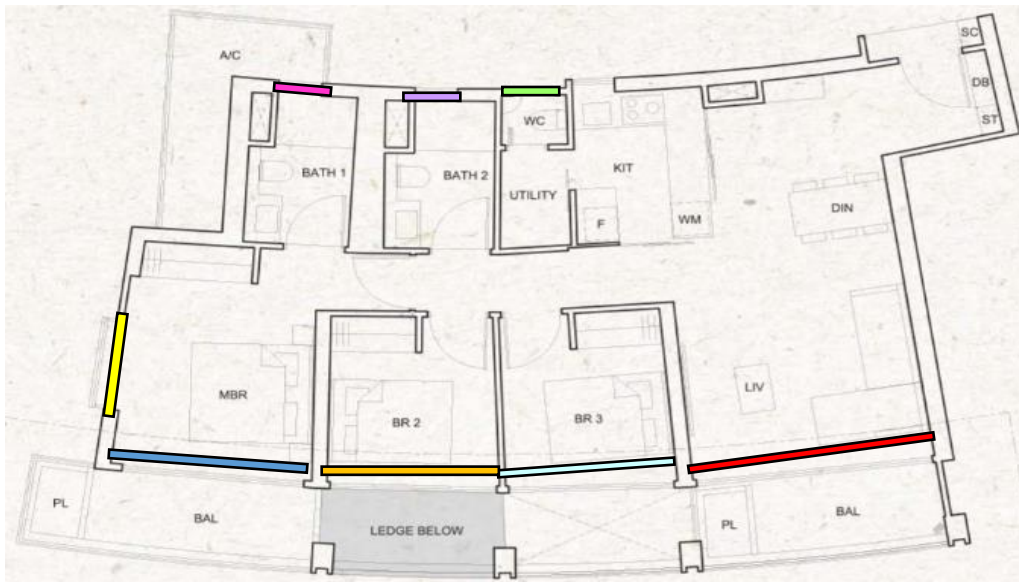 A/C
SC
DB
ST
WC
BATH 1
BATH 2
KIT
UTILITY
F
WM
DIN
MBR
BR 2
BR 3
LIV
PL
BAL
LEDGE BELOW
PL
BAL